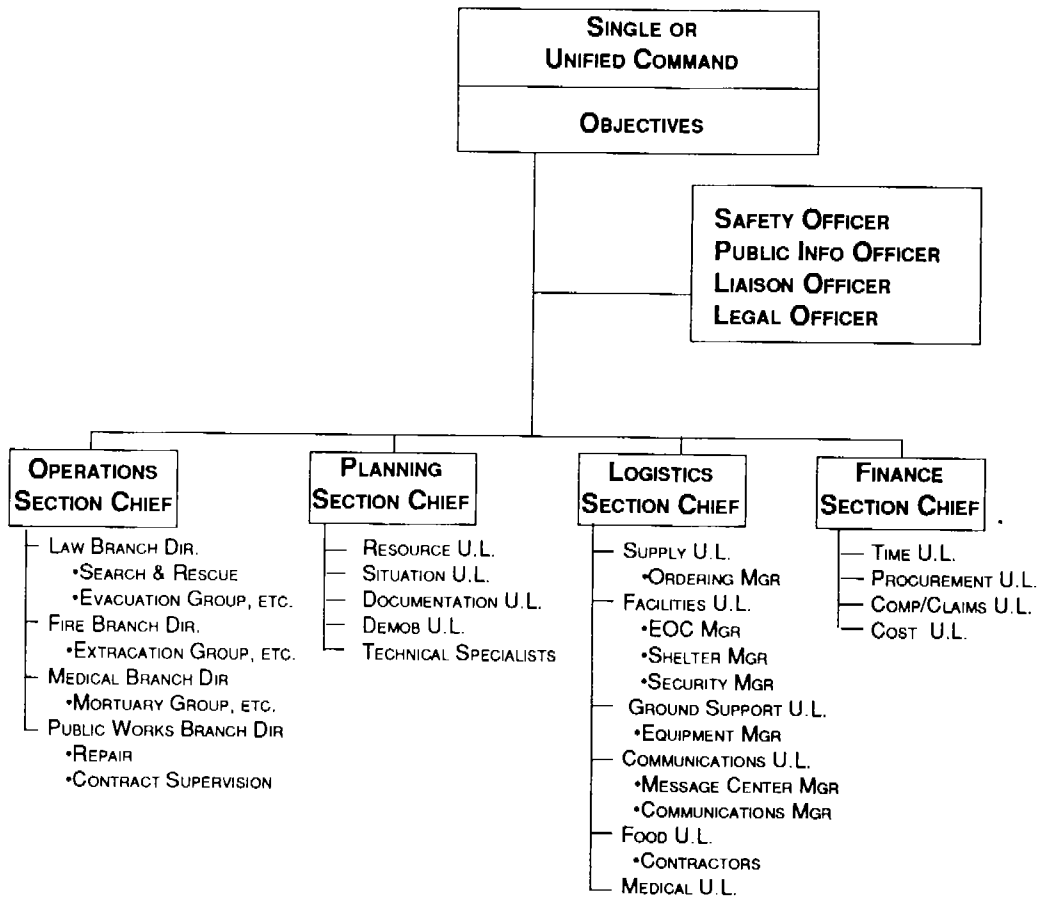 SINGLE OR
UNIFIED COMMAND
OBJECTIVES
SAFETY OFFICER
PUBLIC INFO OFFICER
LIAISON OFFICER
LEGAL OFFICER
OPERATIONS
SECTION CHIEF
LAW BRANCH DIR.
•SEARCH & RESCUE
•EVACUATION GROUP, ETC.
FIRE BRANCH DIR.
•EXTRACATION GROUP, ETC.
MEDICAL BRANCH DIR
•MORTUARY GROUP, ETC.
PUBLIC WORKS BRANCH DIR
•REPAIR
•CONTRACT SUPERVISION
PLANNING
SECTION CHIEF
RESOURCE U.L.
SITUATION U.L.
DOCUMENTATION U.L.
DEMOB U.L.
TECHNICAL SPECIALISTS
LOGISTICS
SECTION CHIEF
SUPPLY U.L.
•ORDERING MGR
FACILITIES U.L.
•EOC MGR
•SHELTER MGR
•SECURITY MGR
GROUND SUPPORT U.L.
•EQUIPMENT MGR
COMMUNICATIONS U.L.
•MESSAGE CENTER MGR
•COMMUNICATIONS MGR
FOOD U.L.
•CONTRACTORS
MEDICAL U.L.
FINANCE
SECTION CHIEF
TIME U.L.
PROCUREMENT U.L.
COMP/CLAIMS U.L.
COST U.L.